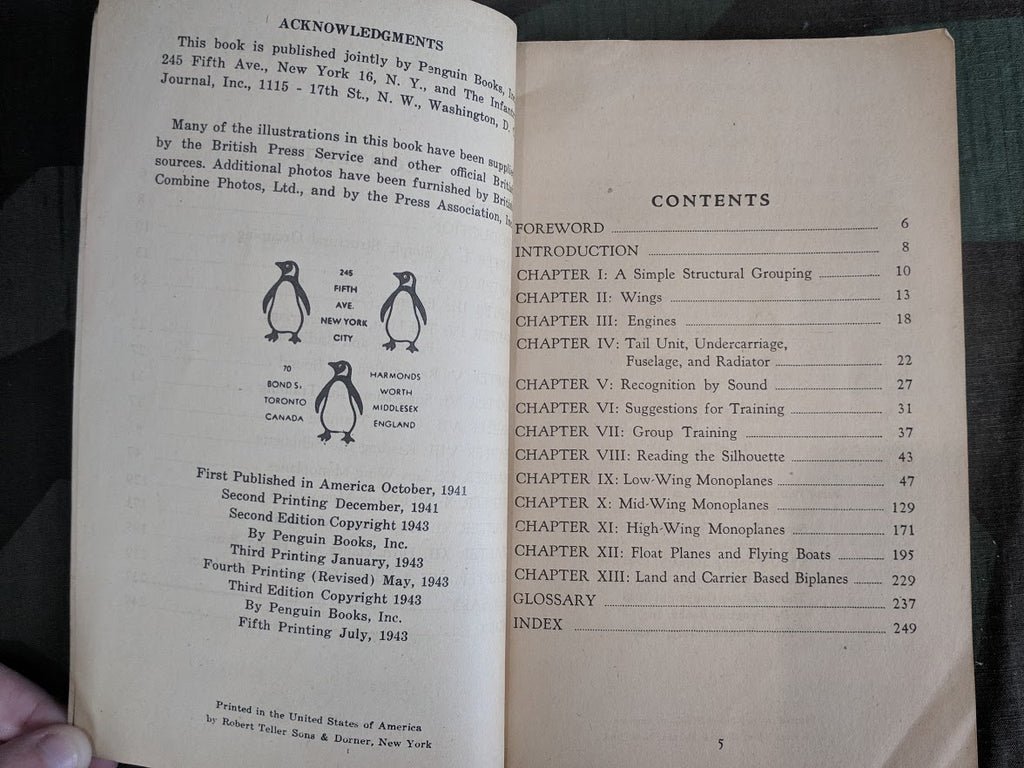 ACKNOWLEDGMENTS
This book is published jointly by Penguin Books,
245 Fifth Ave., New York 16, N. Y., and The
Journal, Inc., 1115 - 17th St., N. W., Washington, D.
Many of the illustrations in this book have been
by the British Press Service and other official
sources. Additional photos have been furnished by
Combine Photos, Ltd., and by the Press Association,
245
FIFTH
AVE.
NEW YORK
CITY
70
BOND S.
TORONTO
CANADA
HARMONDS
WORTH
MIDDLESEX
ENGLAND
First Published in America October, 1941
Second Printing December, 1941
Second Edition Copyright 1943
By Penguin Books, Inc.
Third Printing January, 1943
Fourth Printing (Revised) May, 1943
Third Edition Copyright 1943
By Penguin Books, Inc.
Fifth Printing July, 1943
Printed in the United States of America
by Robert Teller Sons & Dorner, New York
CONTENTS
FOREWORD 6
INTRODUCTION 8
CHAPTER I: A Simple Structural Grouping 10
CHAPTER II: Wings 13
CHAPTER III: Engines 18
CHAPTER IV: Tail Unit, Undercarriage,
Fuselage, and Radiator 22
CHAPTER V: Recognition by Sound 27
CHAPTER VI: Suggestions for Training 31
CHAPTER VII: Group Training 37
CHAPTER VIII: Reading the Silhouette 43
CHAPTER IX: Low-Wing Monoplanes 47
CHAPTER X: Mid-Wing Monoplanes 129
CHAPTER XI: High-Wing Monoplanes 171
CHAPTER XII: Float Planes and Flying Boats 195
CHAPTER XIII: Land and Carrier Based Biplanes 229
GLOSSARY 237
INDEX 249
5